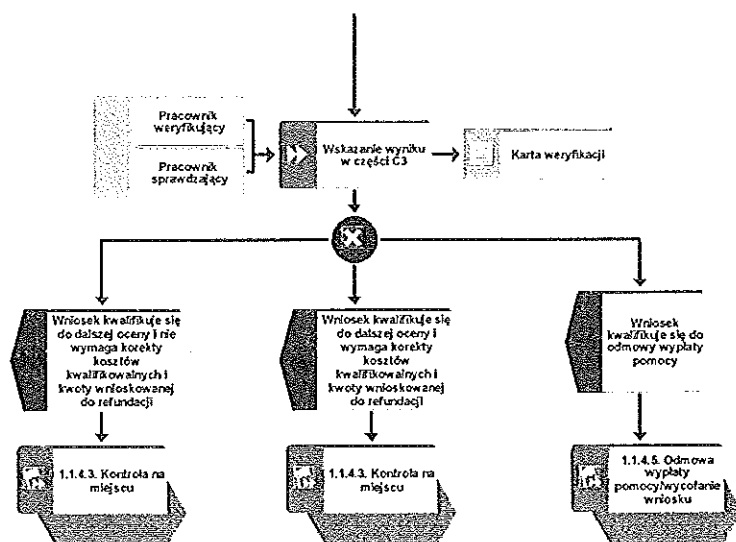 Pracownik
weryfikujący
Pracownik
sprawdzający
Wskazanie wyniku
w części C3
Karta weryfikacji
Wniosek kwalifikuje się
do dalszej oceny i nie
wymaga korekty
kosztów
kwalifikowalnych i
kwoty wnioskowanej
do refundacji
Wniosek kwalifikuje się
do dalszej oceny i
wymaga korekty
kosztów
kwalifikowalnych i
kwoty wnioskowanej
do refundacji
Wniosek
kwalifikuje się do
odmowy wypłaty
pomocy
1.1.4.3. Kontrola na
miejscu
1.1.4.3. Kontrola na
miejscu
1.1.4.5. Odmowa
wypłaty
pomocy/wycofanie
wniosku